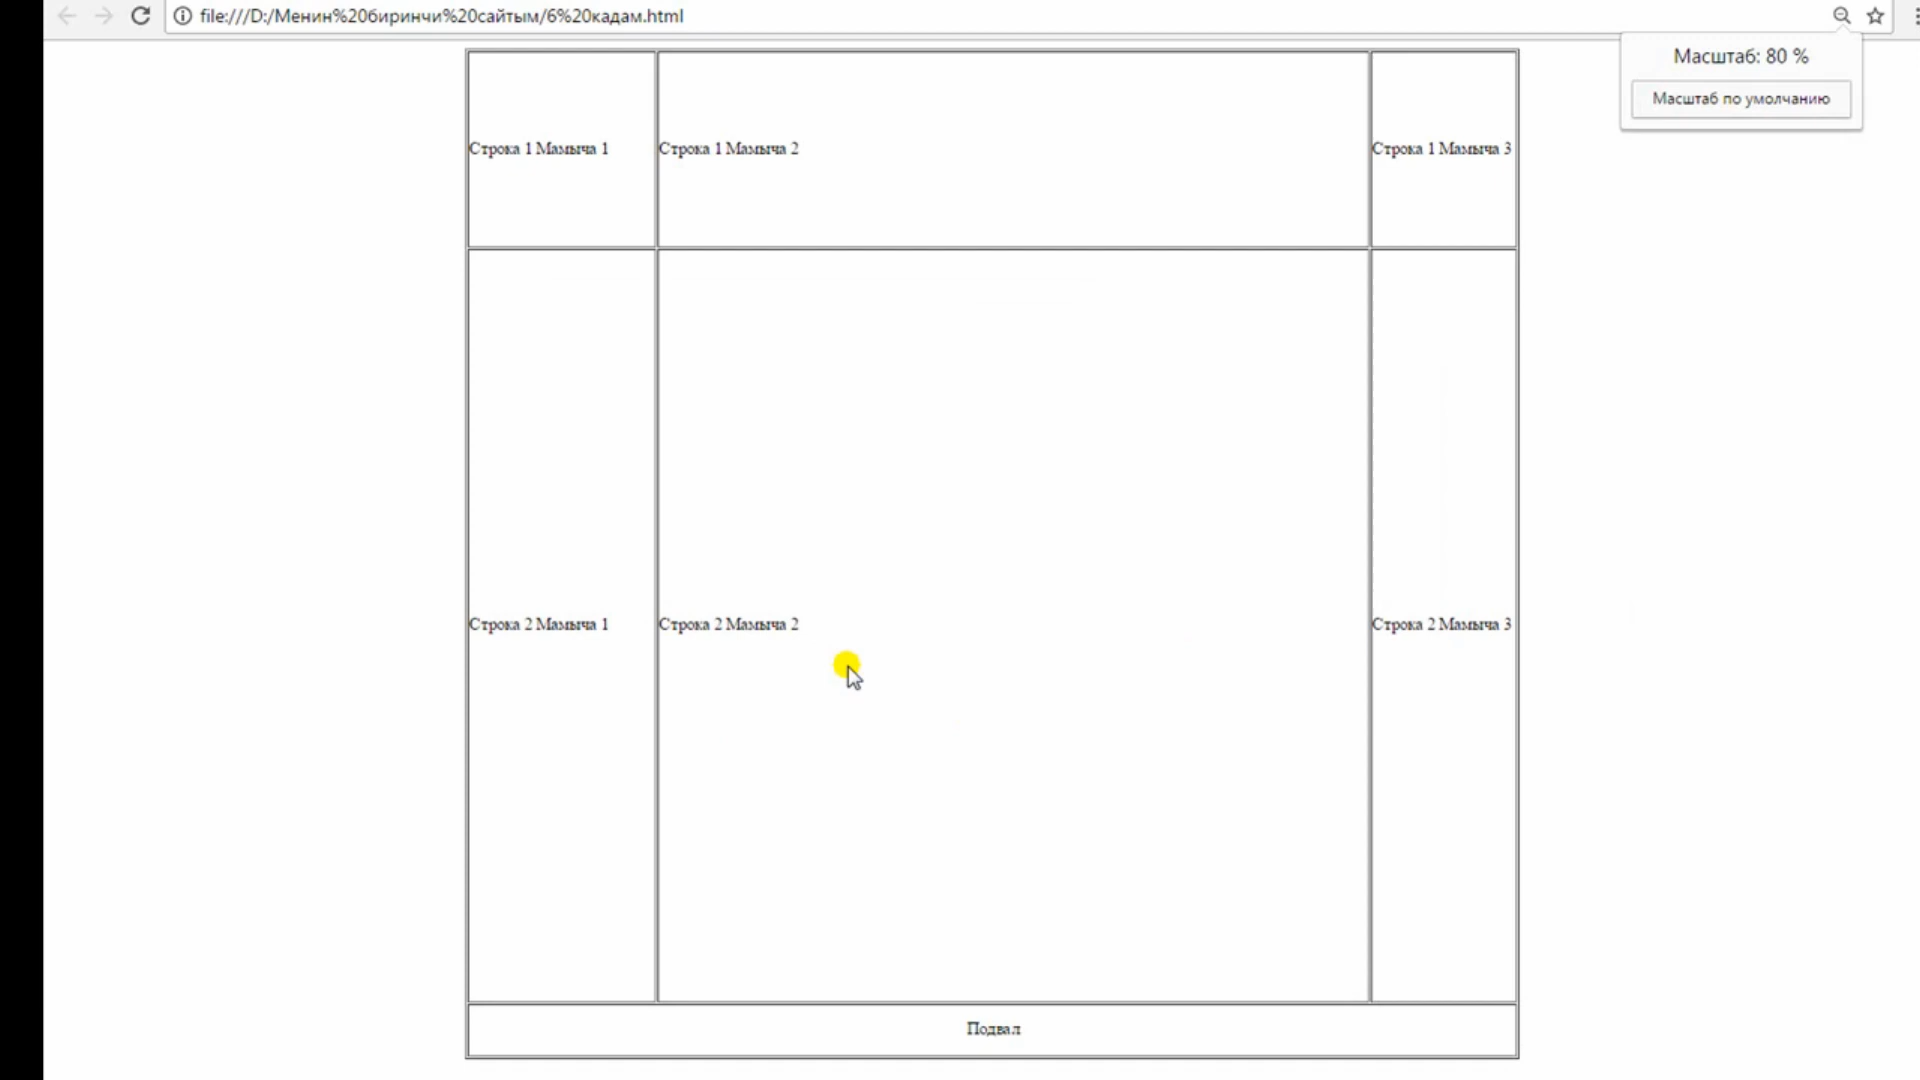 file:///D:/Менин%20биринчи%20сайтым/6%20кадам.html
Масштаб: 80 %
Масштаб по умолчанию
Строка 1 Мамыча 1
Строка 1 Мамыча 2
Строка 1 Мамыча 3
Строка 2 Мамыча 1
Строка 2 Мамыча 2
Строка 2 Мамыча 3
Подвал